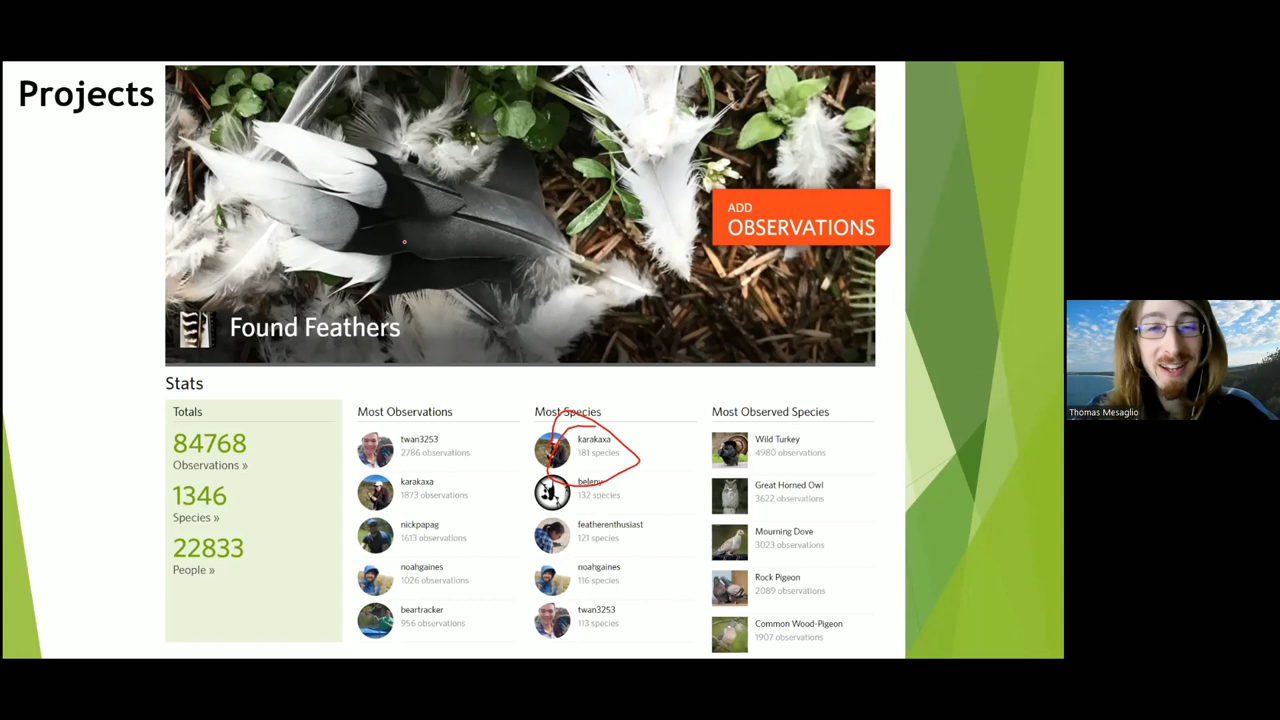 Projects
ADD
OBSERVATIONS
Found Feathers
Stats
Totals
84768
Observations »
1346
Species »
22833
People »
Most Observations
twan3253
2786 observations
karakaxa
1873 observations
nickpapag
1613 observations
noahgaines
1026 observations
beartracker
956 observations
Most Species
karakaxa
181 species
132 species
featherenthusiast
121 species
noahgaines
116 species
twan3253
113 species
Most Observed Species
Wild Turkey
4980 observations
Great Horned Owl
3622 observations
Mourning Dove
3023 observations
Rock Pigeon
2089 observations
Common Wood-Pigeon
1907 observations
Thomas Mesaglio